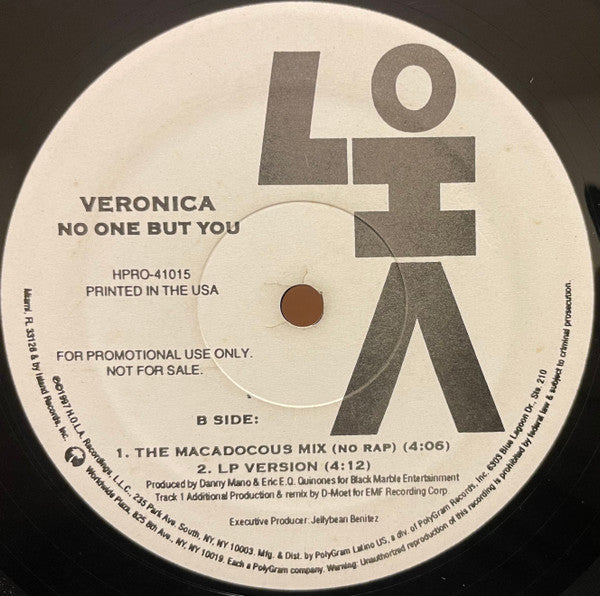 LO
H
A
VERONICA
NO ONE BUT YOU
HPRO-41015
PRINTED IN THE USA
FOR PROMOTIONAL USE ONLY.
NOT FOR SALE.
B SIDE:
1. THE MACADOCOUS MIX (NO RAP) (4:06)
2. LP VERSION (4:12)
Produced by Danny Mano & Eric E.Q. Quinones for Black Marble Entertainment
Track 1 Additional Production & remix by D-Moet for EMF Recording Corp
Executive Producer: Jellybean Benitez
℗©1997 H.O.L.A. Recordings, L.L.C., 235 Park Ave. South, NY, NY 10003. Mfg. & Dist. by PolyGram Latino US, a div. of PolyGram Records, Inc. 6303 Blue Lagoon Dr., Ste. 210
Miami, FL 33126 & by Island Records, Inc. Worldwide Plaza, 825 8th Ave., NY, NY 10019. Each a PolyGram company. Warning: Unauthorized reproduction of this recording is prohibited by federal law & subject to criminal prosecution.